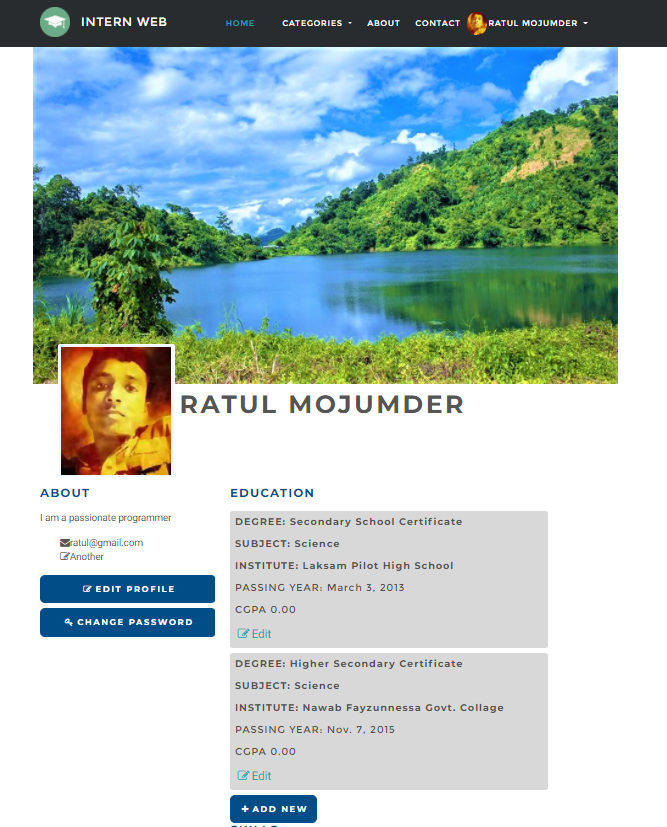 INTERN WEB
HOME
CATEGORIES
ABOUT
CONTACT
RATUL MOJUMDER
RATUL MOJUMDER
ABOUT
I am a passionate programmer
ratul@gmail.com
Another
EDIT PROFILE
CHANGE PASSWORD
EDUCATION
DEGREE: Secondary School Certificate
SUBJECT: Science
INSTITUTE: Laksam Pilot High School
PASSING YEAR: March 3, 2013
CGPA 0.00
Edit
DEGREE: Higher Secondary Certificate
SUBJECT: Science
INSTITUTE: Nawab Fayzunnessa Govt. Collage
PASSING YEAR: Nov. 7, 2015
CGPA 0.00
Edit
ADD NEW